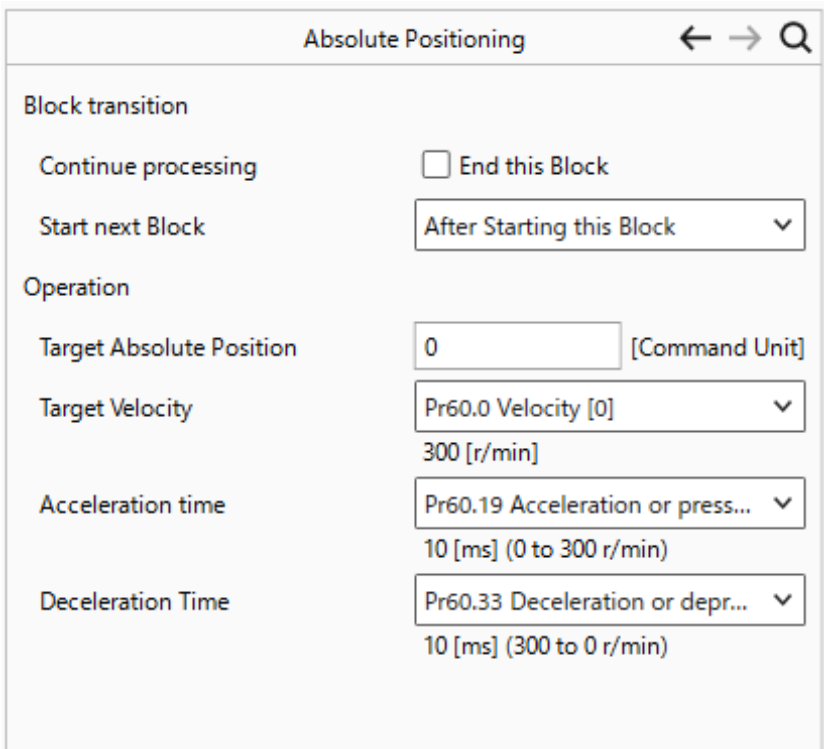 Absolute Positioning
Block transition
Continue processing End this Block
Start next Block After Starting this Block
Operation
Target Absolute Position 0 [Command Unit]
Target Velocity Pr60.0 Velocity [0]
300 [r/min]
Acceleration time Pr60.19 Acceleration or press...
10 [ms] (0 to 300 r/min)
Deceleration Time Pr60.33 Deceleration or depr...
10 [ms] (300 to 0 r/min)